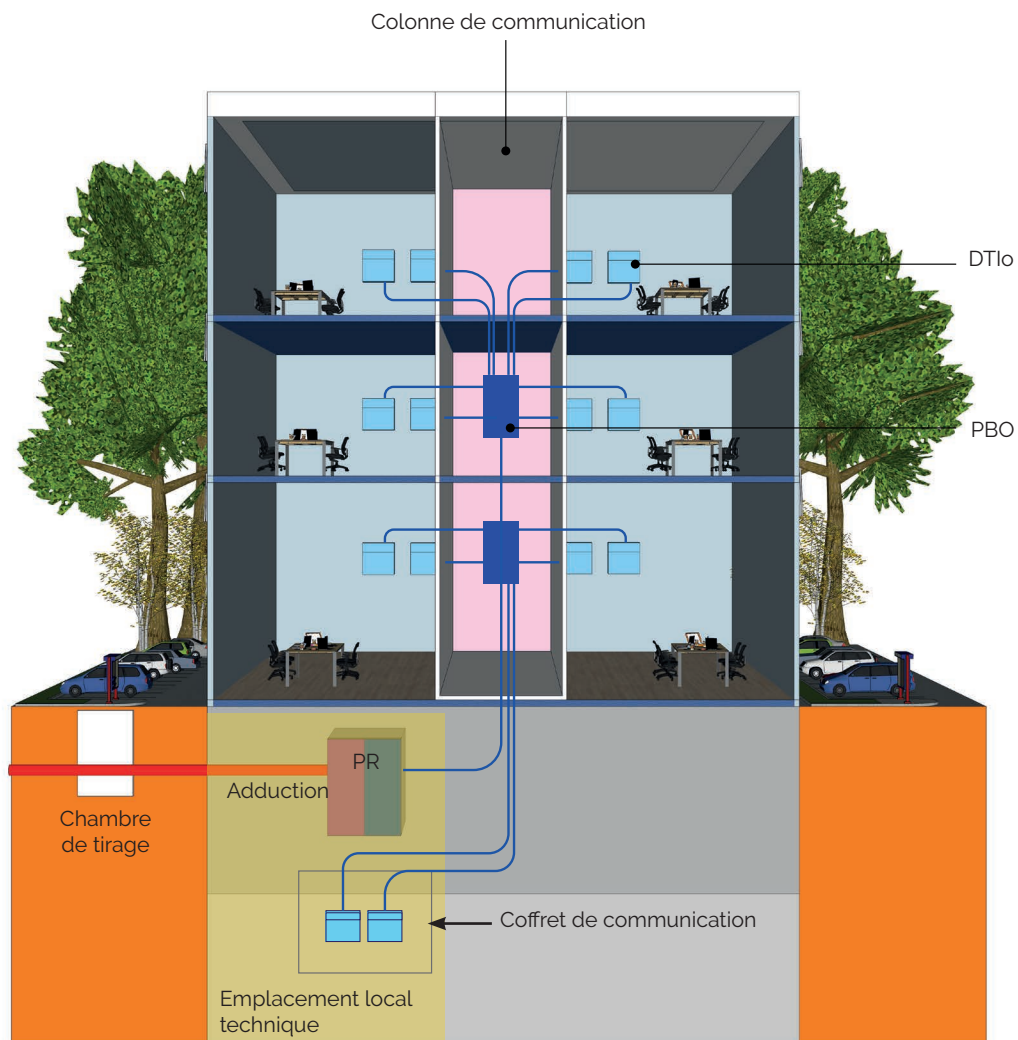 Colonne de communication
DTIo
PBO
PR
Adduction
Chambre
de tirage
Coffret de communication
Emplacement local
technique